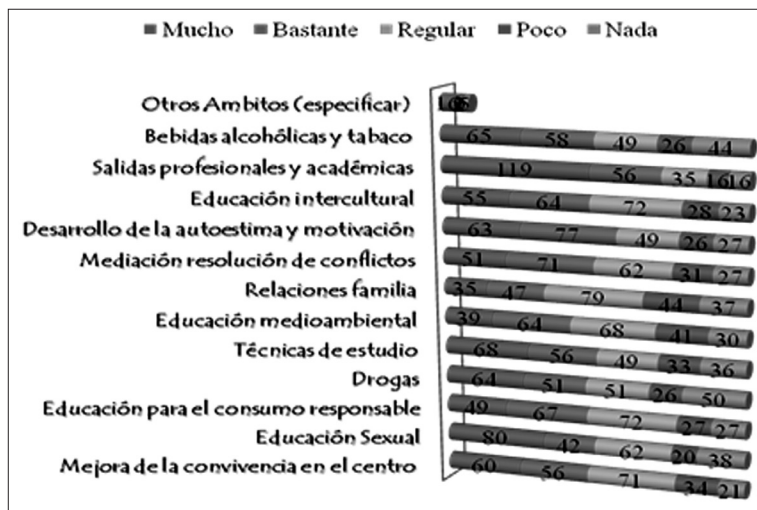 Mucho Bastante Regular Poco Nada
Otros Ambitos (especificar)
Bebidas alcohólicas y tabaco 65 58 49 26 44
Salidas profesionales y académicas 119 56 35 16 16
Educación intercultural 55 64 72 28 23
Desarrollo de la autoestima y motivación 63 77 49 26 27
Mediación resolución de conflictos 51 71 62 31 27
Relaciones familia 35 47 79 44 37
Educación medioambiental 39 64 68 41 30
Técnicas de estudio 68 56 49 33 36
Drogas 64 51 51 26 50
Educación para el consumo responsable 49 67 72 27 27
Educación Sexual 80 42 62 20 38
Mejora de la convivencia en el centro 60 56 71 34 21